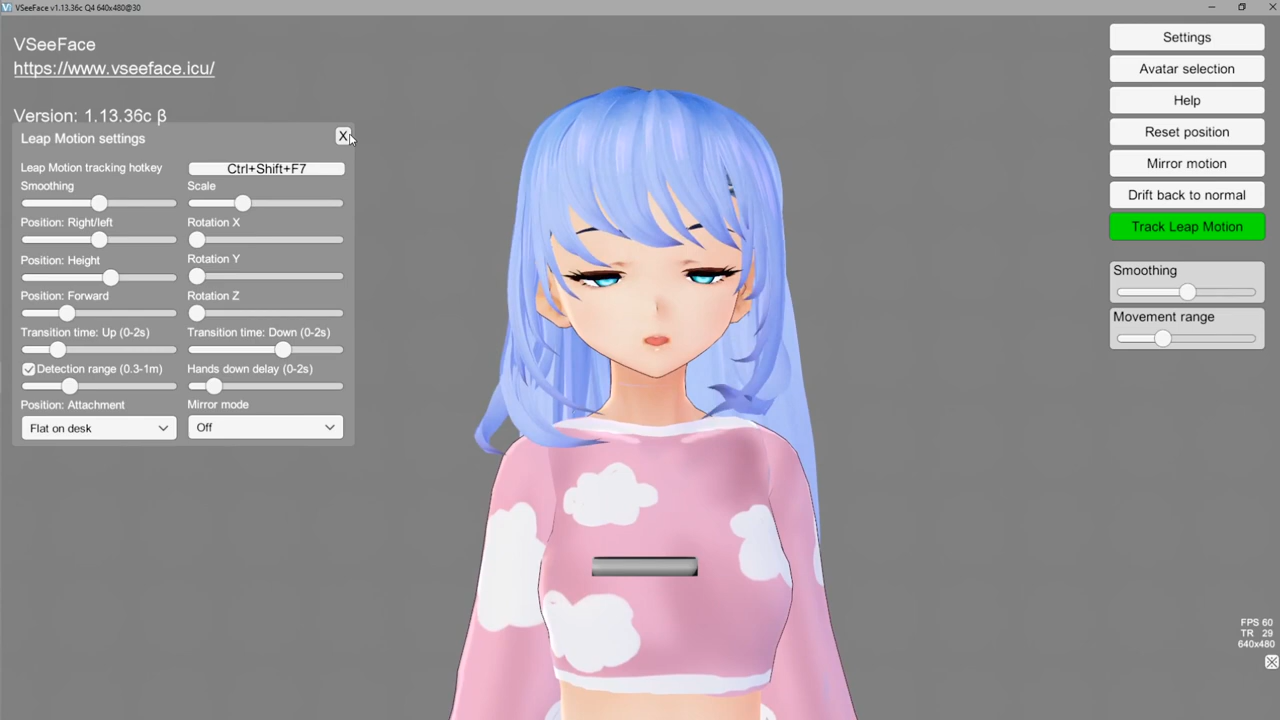 VSeeFace v1.13.36c Q4 640x480@30
VSeeFace
https://www.vseeface.icu/
Version: 1.13.36c β
Leap Motion settings
X
Leap Motion tracking hotkey
Ctrl+Shift+F7
Smoothing
Scale
Position: Right/left
Rotation X
Position: Height
Rotation Y
Position: Forward
Rotation Z
Transition time: Up (0-2s)
Transition time: Down (0-2s)
Detection range (0.3-1m)
Hands down delay (0-2s)
Position: Attachment
Mirror mode
Flat on desk
Off
Settings
Avatar selection
Help
Reset position
Mirror motion
Drift back to normal
Track Leap Motion
Smoothing
Movement range
FPS 60
TR 29
640x480